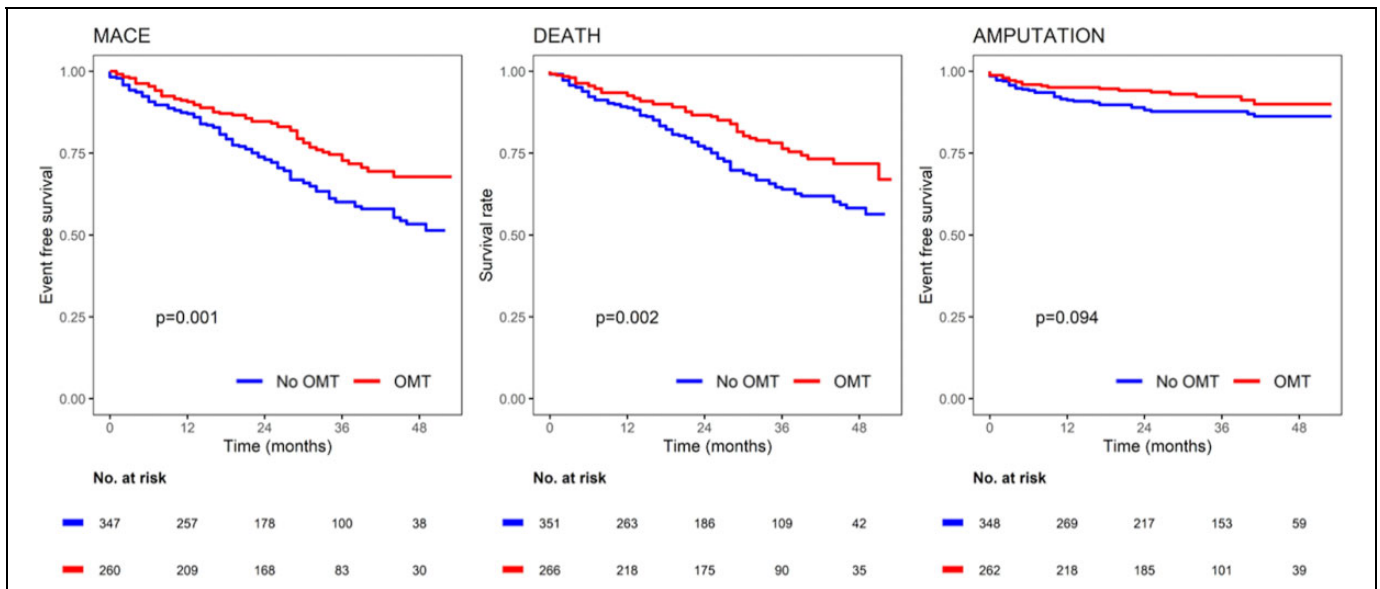 MACE
DEATH
AMPUTATION
Event free survival
1.00
0.75
0.50
0.25
0.00
p=0.001
No OMT
OMT
0 12 24 36 48
Time (months)
Survival rate
1.00
0.75
0.50
0.25
0.00
p=0.002
No OMT
OMT
0 12 24 36 48
Time (months)
Event free survival
1.00
0.75
0.50
0.25
0.00
p=0.094
No OMT
OMT
0 12 24 36 48
Time (months)
No. at risk
347 257 178 100 38
260 209 168 83 30
No. at risk
351 263 186 109 42
266 218 175 90 35
No. at risk
348 269 217 153 59
262 218 185 101 39